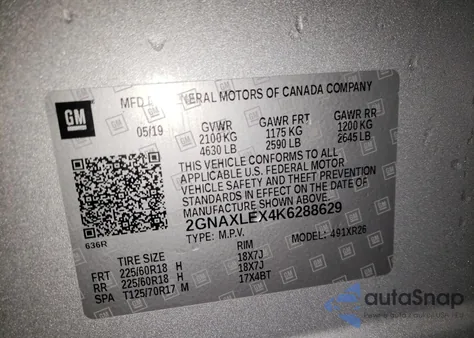 GM
MFD BY GENERAL MOTORS OF CANADA COMPANY
05/19 GVWR GAWR FRT GAWR RR
2100 KG 1175 KG 1200 KG
4630 LB 2590 LB 2645 LB
THIS VEHICLE CONFORMS TO ALL
APPLICABLE U.S. FEDERAL MOTOR
VEHICLE SAFETY AND THEFT PREVENTION
STANDARDS IN EFFECT ON THE DATE OF
MANUFACTURE SHOWN ABOVE.
2GNAXLEX4K6288629
636R TYPE: M.P.V. MODEL: 491XR26
TIRE SIZE RIM
FRT 225/60R18 H 18X7J
RR 225/60R18 H 18X7J
SPA T125/70R17 M 17X4BT
autoSnap